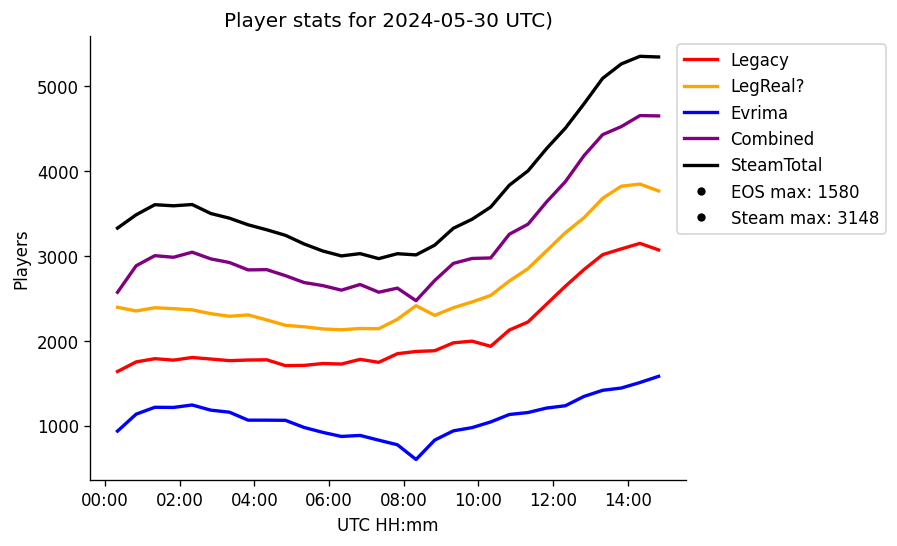 Player stats for 2024-05-30 UTC)
Legacy
LegReal?
Evrima
Combined
SteamTotal
EOS max: 1580
Steam max: 3148
Players
5000
4000
3000
2000
1000
00:00 02:00 04:00 06:00 08:00 10:00 12:00 14:00
UTC HH:mm